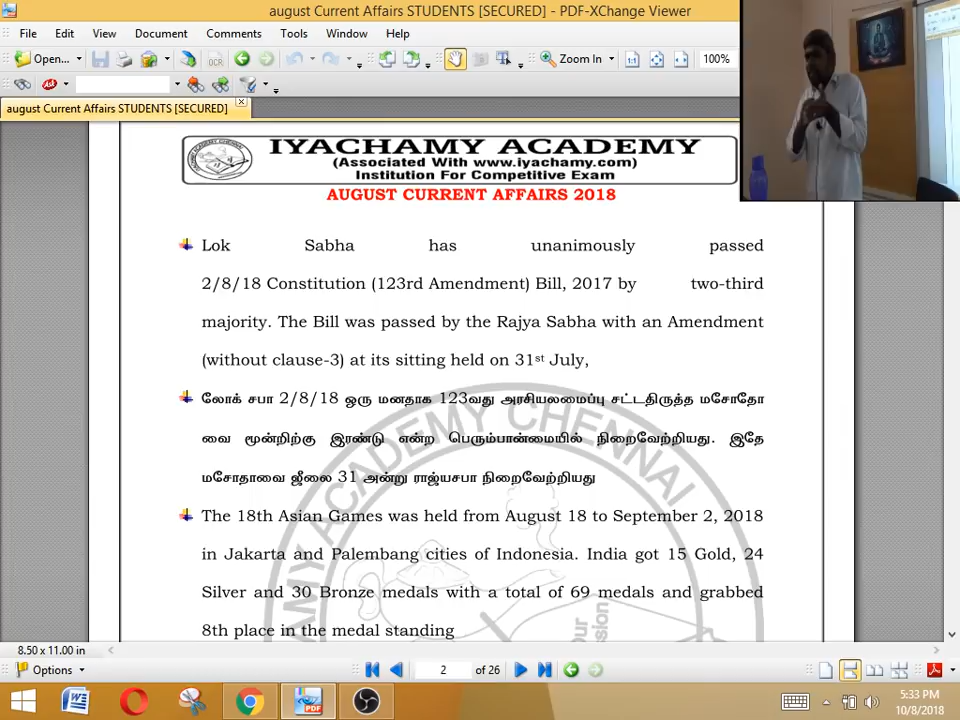 august Current Affairs STUDENTS [SECURED] - PDF-XChange Viewer
File Edit View Document Comments Tools Window Help
Open... OCR Zoom In 1:1 100%
august Current Affairs STUDENTS [SECURED]
IYACHAMY ACADEMY
(Associated With www.iyachamy.com)
Institution For Competitive Exam
AUGUST CURRENT AFFAIRS 2018
Lok Sabha has unanimously passed
2/8/18 Constitution (123rd Amendment) Bill, 2017 by two-third
majority. The Bill was passed by the Rajya Sabha with an Amendment
(without clause-3) at its sitting held on 31st July,
லோக் சபா 2/8/18 ஒரு மனதாக 123வது அரசியலமைப்பு சட்டதிருத்த மசோதோ
வை மூன்றிற்கு இரண்டு என்ற பெரும்பான்மையில் நிறைவேற்றியது. இதே
மசோதாவை ஜீலை 31 அன்று ராஜ்யசபா நிறைவேற்றியது
The 18th Asian Games was held from August 18 to September 2, 2018
in Jakarta and Palembang cities of Indonesia. India got 15 Gold, 24
Silver and 30 Bronze medals with a total of 69 medals and grabbed
8th place in the medal standing
8.50 x 11.00 in
Options 2 of 26
5:33 PM
10/8/2018